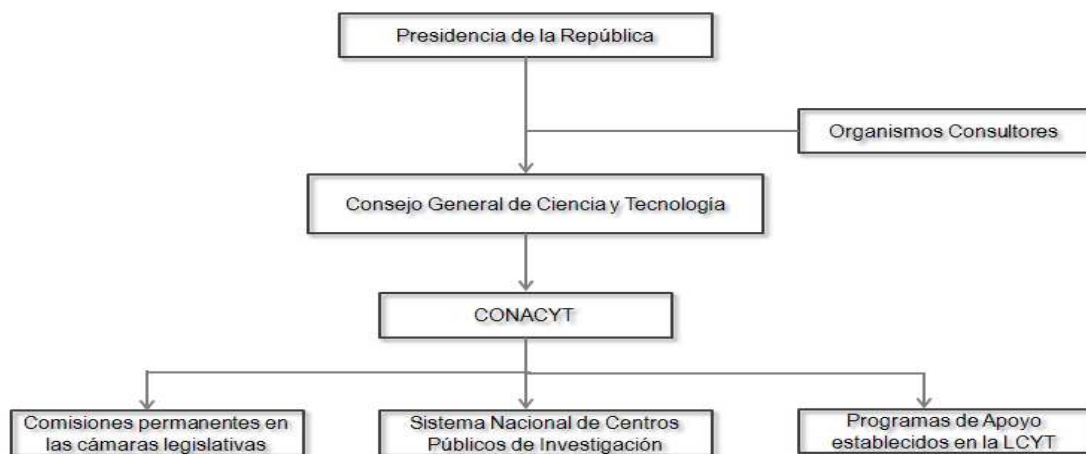 Presidencia de la República
Organismos Consultores
Consejo General de Ciencia y Tecnología
CONACYT
Comisiones permanentes en
las cámaras legislativas
Sistema Nacional de Centros
Públicos de Investigación
Programas de Apoyo
establecidos en la LCYT